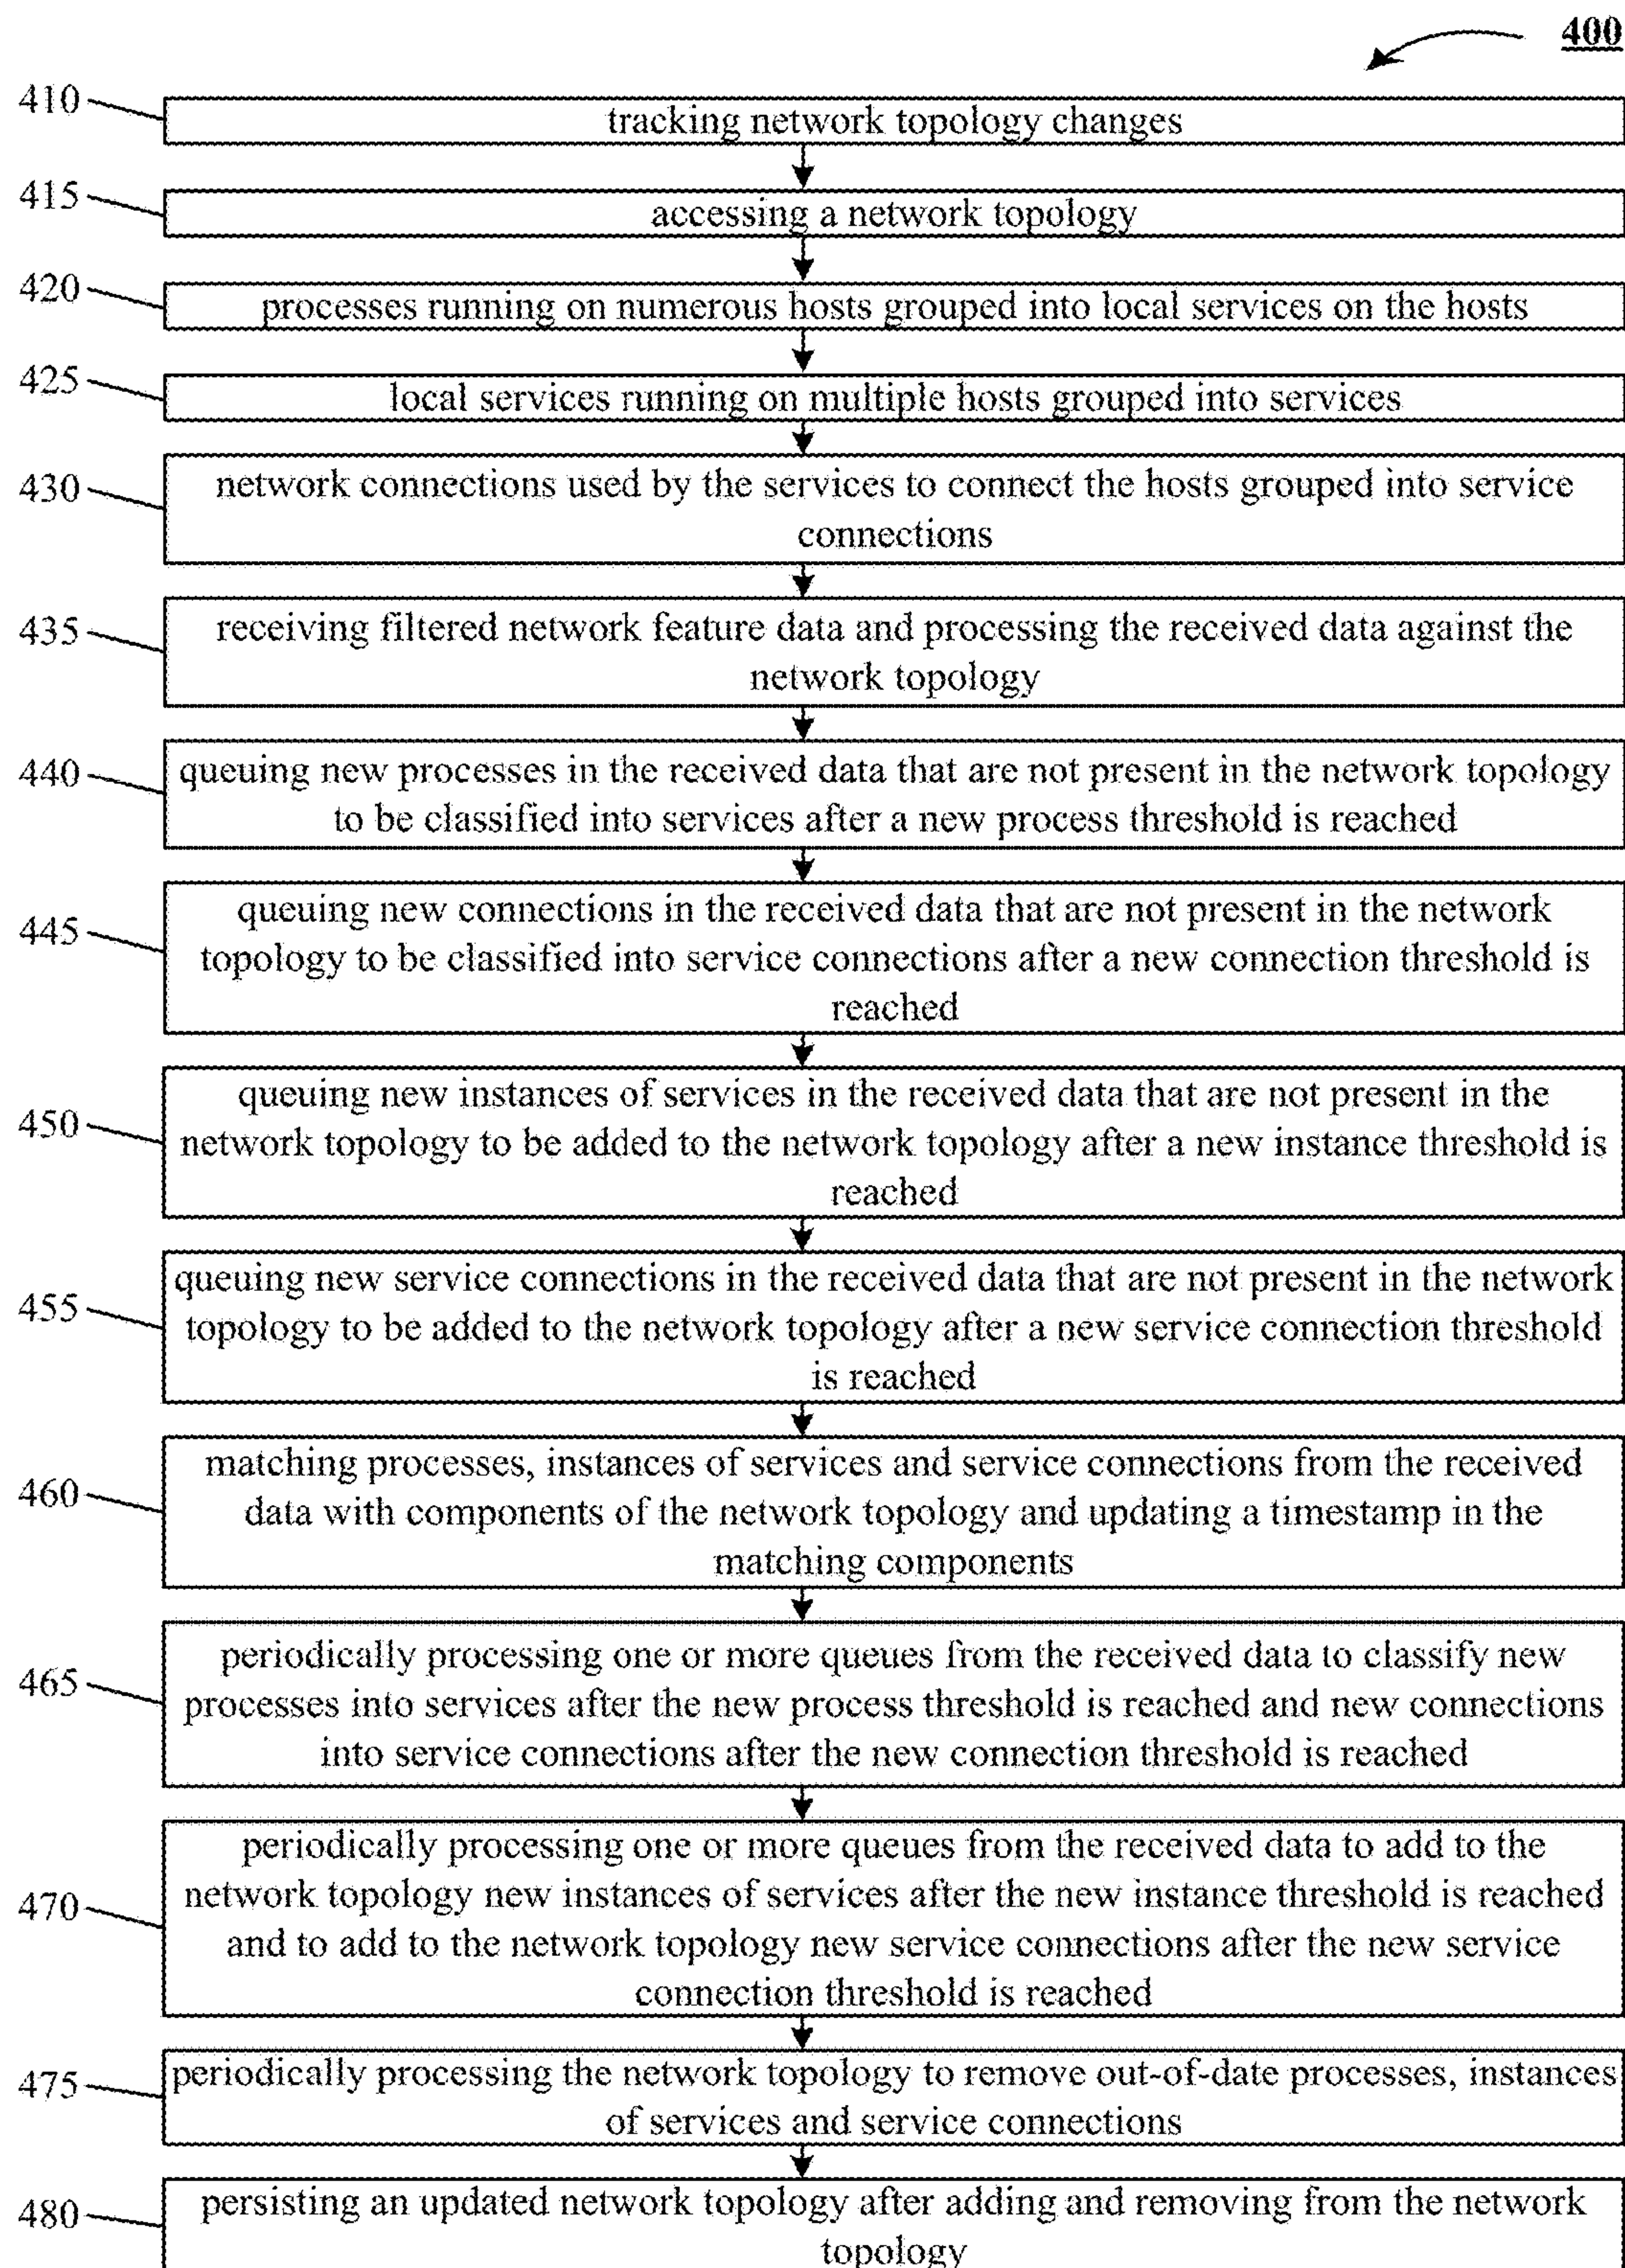 400
410
tracking network topology changes
415
accessing a network topology
420
processes running on numerous hosts grouped into local services on the hosts
425
local services running on multiple hosts grouped into services
430
network connections used by the services to connect the hosts grouped into service
connections
435
receiving filtered network feature data and processing the received data against the
network topology
440
queuing new processes in the received data that are not present in the network topology
to be classified into services after a new process threshold is reached
445
queuing new connections in the received data that are not present in the network
topology to be classified into service connections after a new connection threshold is
reached
450
queuing new instances of services in the received data that are not present in the
network topology to be added to the network topology after a new instance threshold is
reached
455
queuing new service connections in the received data that are not present in the network
topology to be added to the network topology after a new service connection threshold
is reached
460
matching processes, instances of services and service connections from the received
data with components of the network topology and updating a timestamp in the
matching components
465
periodically processing one or more queues from the received data to classify new
processes into services after the new process threshold is reached and new connections
into service connections after the new connection threshold is reached
470
periodically processing one or more queues from the received data to add to the
network topology new instances of services after the new instance threshold is reached
and to add to the network topology new service connections after the new service
connection threshold is reached
475
periodically processing the network topology to remove out-of-date processes, instances
of services and service connections
480
persisting an updated network topology after adding and removing from the network
topology